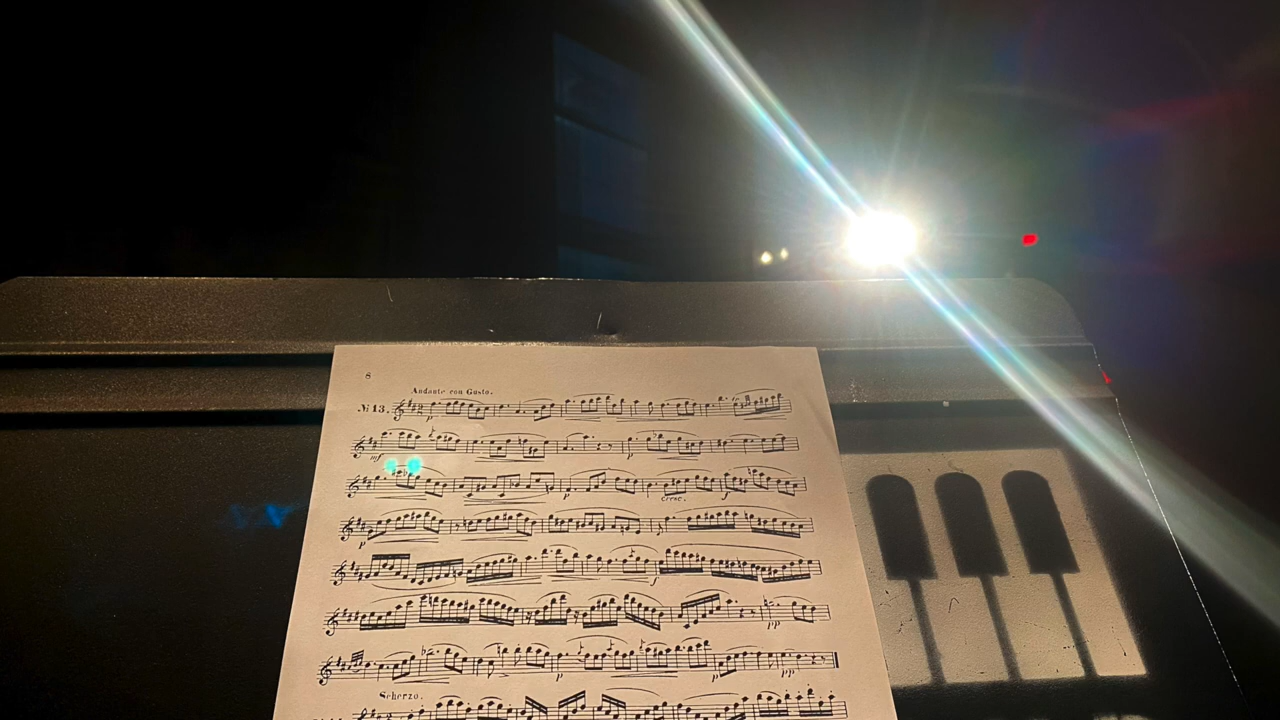 8
Andante con Gusto.
№ 13.
p
mf
p
p
cresc.
f
p
f
pp
p
p
pp
Scherzo.